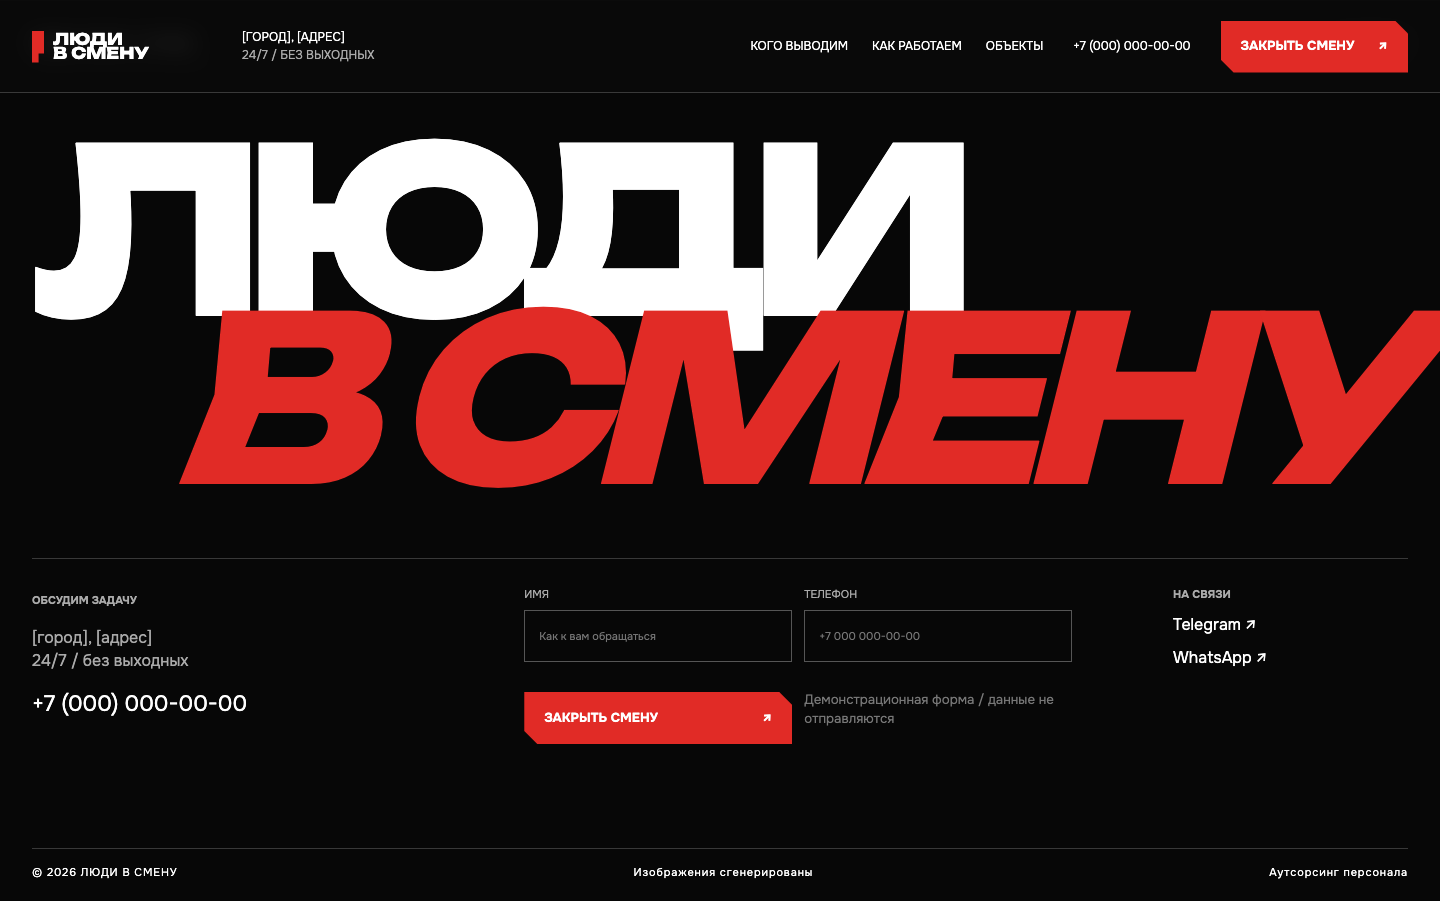 ЛЮДИ
В СМЕНУ
[ГОРОД], [АДРЕС]
24/7 / БЕЗ ВЫХОДНЫХ
КОГО ВЫВОДИМ
КАК РАБОТАЕМ
ОБЪЕКТЫ
+7 (000) 000-00-00
ЗАКРЫТЬ СМЕНУ
ЛЮДИ
В СМЕНУ
ОБСУДИМ ЗАДАЧУ
[город], [адрес]
24/7 / без выходных
+7 (000) 000-00-00
ИМЯ
Как к вам обращаться
ТЕЛЕФОН
+7 000 000-00-00
ЗАКРЫТЬ СМЕНУ
Демонстрационная форма / данные не
отправляются
НА СВЯЗИ
Telegram
WhatsApp
© 2026 ЛЮДИ В СМЕНУ
Изображения сгенерированы
Аутсорсинг персонала